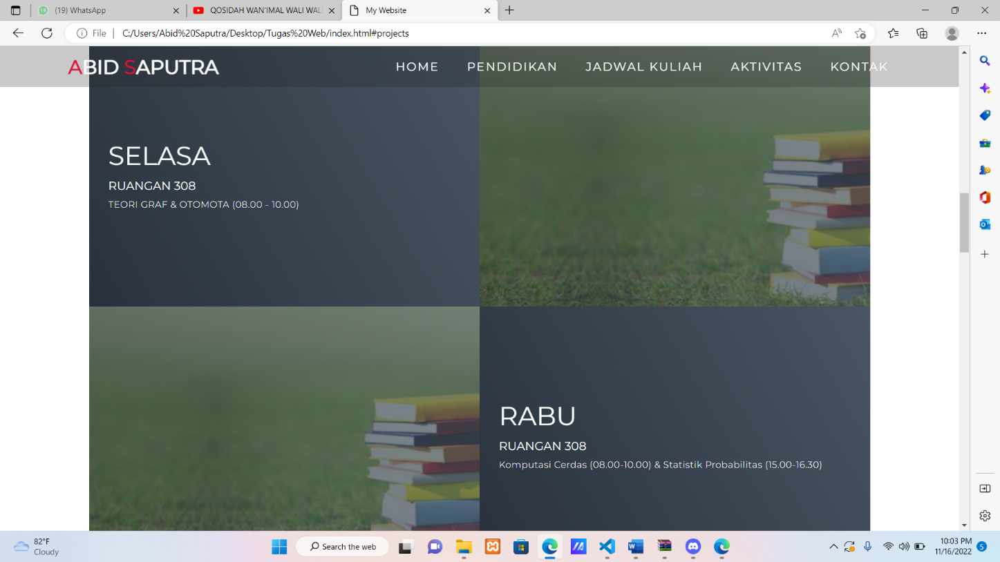 (19) WhatsApp
QOSIDAH WAN'IMAL WALI WAL
My Website
File
C:/Users/Abid%20Saputra/Desktop/Tugas%20Web/index.html#projects
ABID SAPUTRA
HOME
PENDIDIKAN
JADWAL KULIAH
AKTIVITAS
KONTAK
SELASA
RUANGAN 308
TEORI GRAF & OTOMOTA (08.00 - 10.00)
RABU
RUANGAN 308
Komputasi Cerdas (08.00-10.00) & Statistik Probabilitas (15.00-16.30)
82°F
Cloudy
Search the web
10:03 PM
11/16/2022
5